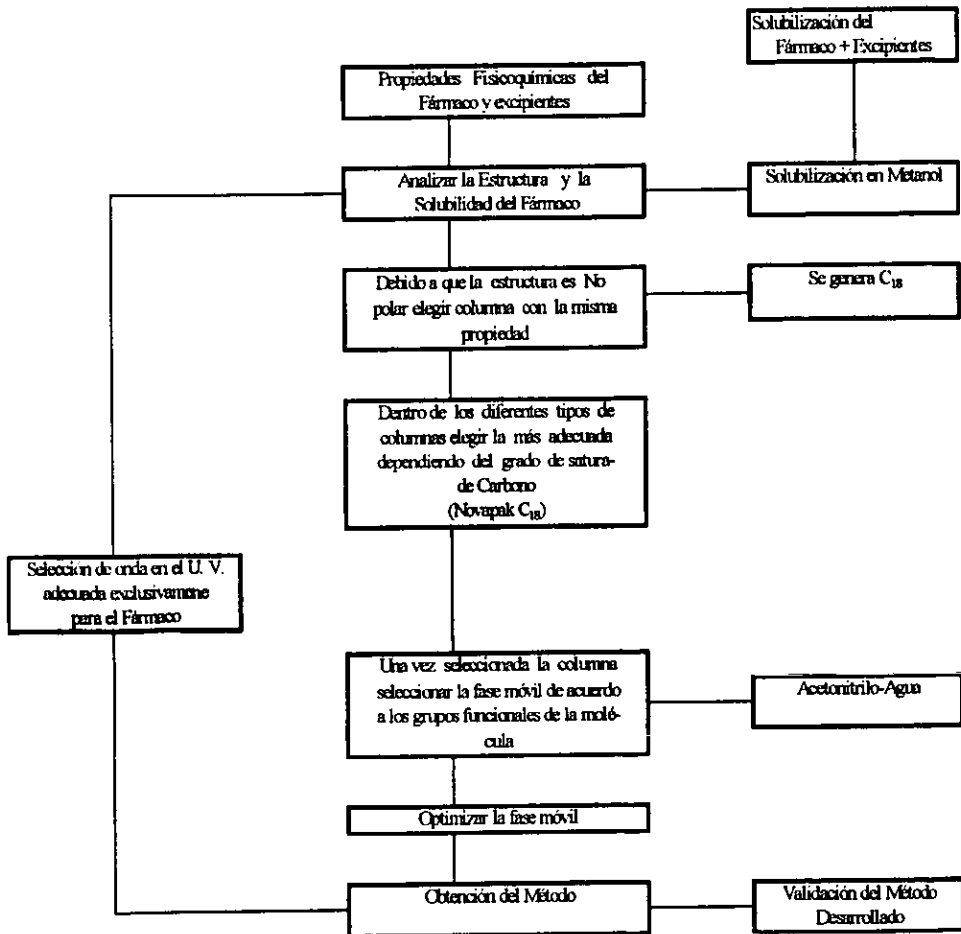 Solubilización del
Fármaco + Excipientes
Propiedades Fisicoquímicas del
Fármaco y excipientes
Analizar la Estructura y la
Solubilidad del Fármaco
Solubilización en Metanol
Debido a que la estructura es No
polar elegir columna con la misma
propiedad
Se genera C₁₈
Dentro de los diferentes tipos de
columnas elegir la más adecuada
dependiendo del grado de satura-
de Carbono
(Novapak C₁₈)
Selección de onda en el U. V.
adecuada exclusivamane
para el Fármaco
Una vez seleccionada la columna
seleccionar la fase móvil de acuerdo
a los grupos funcionales de la molé-
cula
Acetonitrilo-Agua
Optimizar la fase móvil
Obtención del Método
Validación del Método
Desarrollado